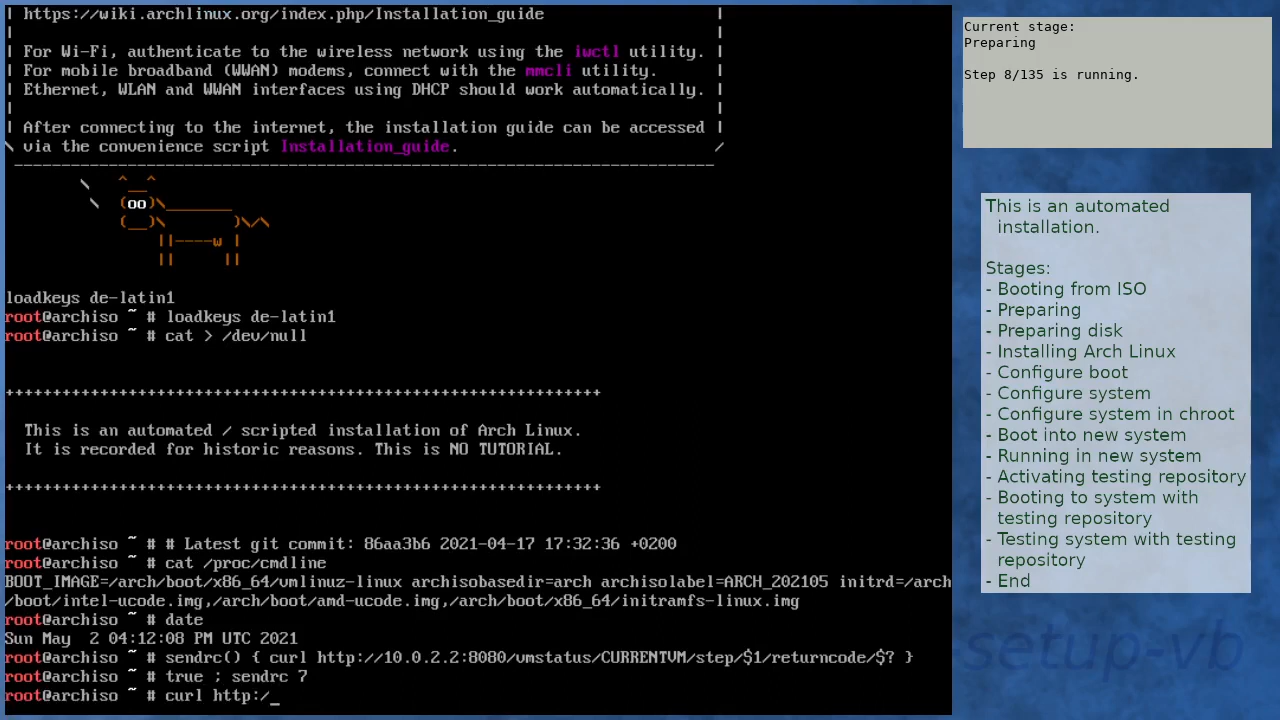 | https://wiki.archlinux.org/index.php/Installation_guide |
|
| For Wi-Fi, authenticate to the wireless network using the iwctl utility. |
| For mobile broadband (WWAN) modems, connect with the mmcli utility. |
| Ethernet, WLAN and WWAN interfaces using DHCP should work automatically. |
|
| After connecting to the internet, the installation guide can be accessed |
\ via the convenience script Installation_guide. /
loadkeys de-latin1
root@archiso ~ # loadkeys de-latin1
root@archiso ~ # cat > /dev/null
+++++++++++++++++++++++++++++++++++++++++++++++++++++++++++++++
This is an automated / scripted installation of Arch Linux.
It is recorded for historic reasons. This is NO TUTORIAL.
+++++++++++++++++++++++++++++++++++++++++++++++++++++++++++++++
root@archiso ~ # # Latest git commit: 86aa3b6 2021-04-17 17:32:36 +0200
root@archiso ~ # cat /proc/cmdline
BOOT_IMAGE=/arch/boot/x86_64/vmlinuz-linux archisobasedir=arch archisolabel=ARCH_202105 initrd=/arch
/boot/intel-ucode.img,/arch/boot/amd-ucode.img,/arch/boot/x86_64/initramfs-linux.img
root@archiso ~ # date
Sun May  2 04:12:08 PM UTC 2021
root@archiso ~ # sendrc() { curl http://10.0.2.2:8080/vmstatus/CURRENTVM/step/$1/returncode/$? }
root@archiso ~ # true ; sendrc 7
root@archiso ~ # curl http:/_
Current stage:
Preparing
Step 8/135 is running.
This is an automated
installation.
Stages:
- Booting from ISO
- Preparing
- Preparing disk
- Installing Arch Linux
- Configure boot
- Configure system
- Configure system in chroot
- Boot into new system
- Running in new system
- Activating testing repository
- Booting to system with
testing repository
- Testing system with testing
repository
- End
-setup-vb